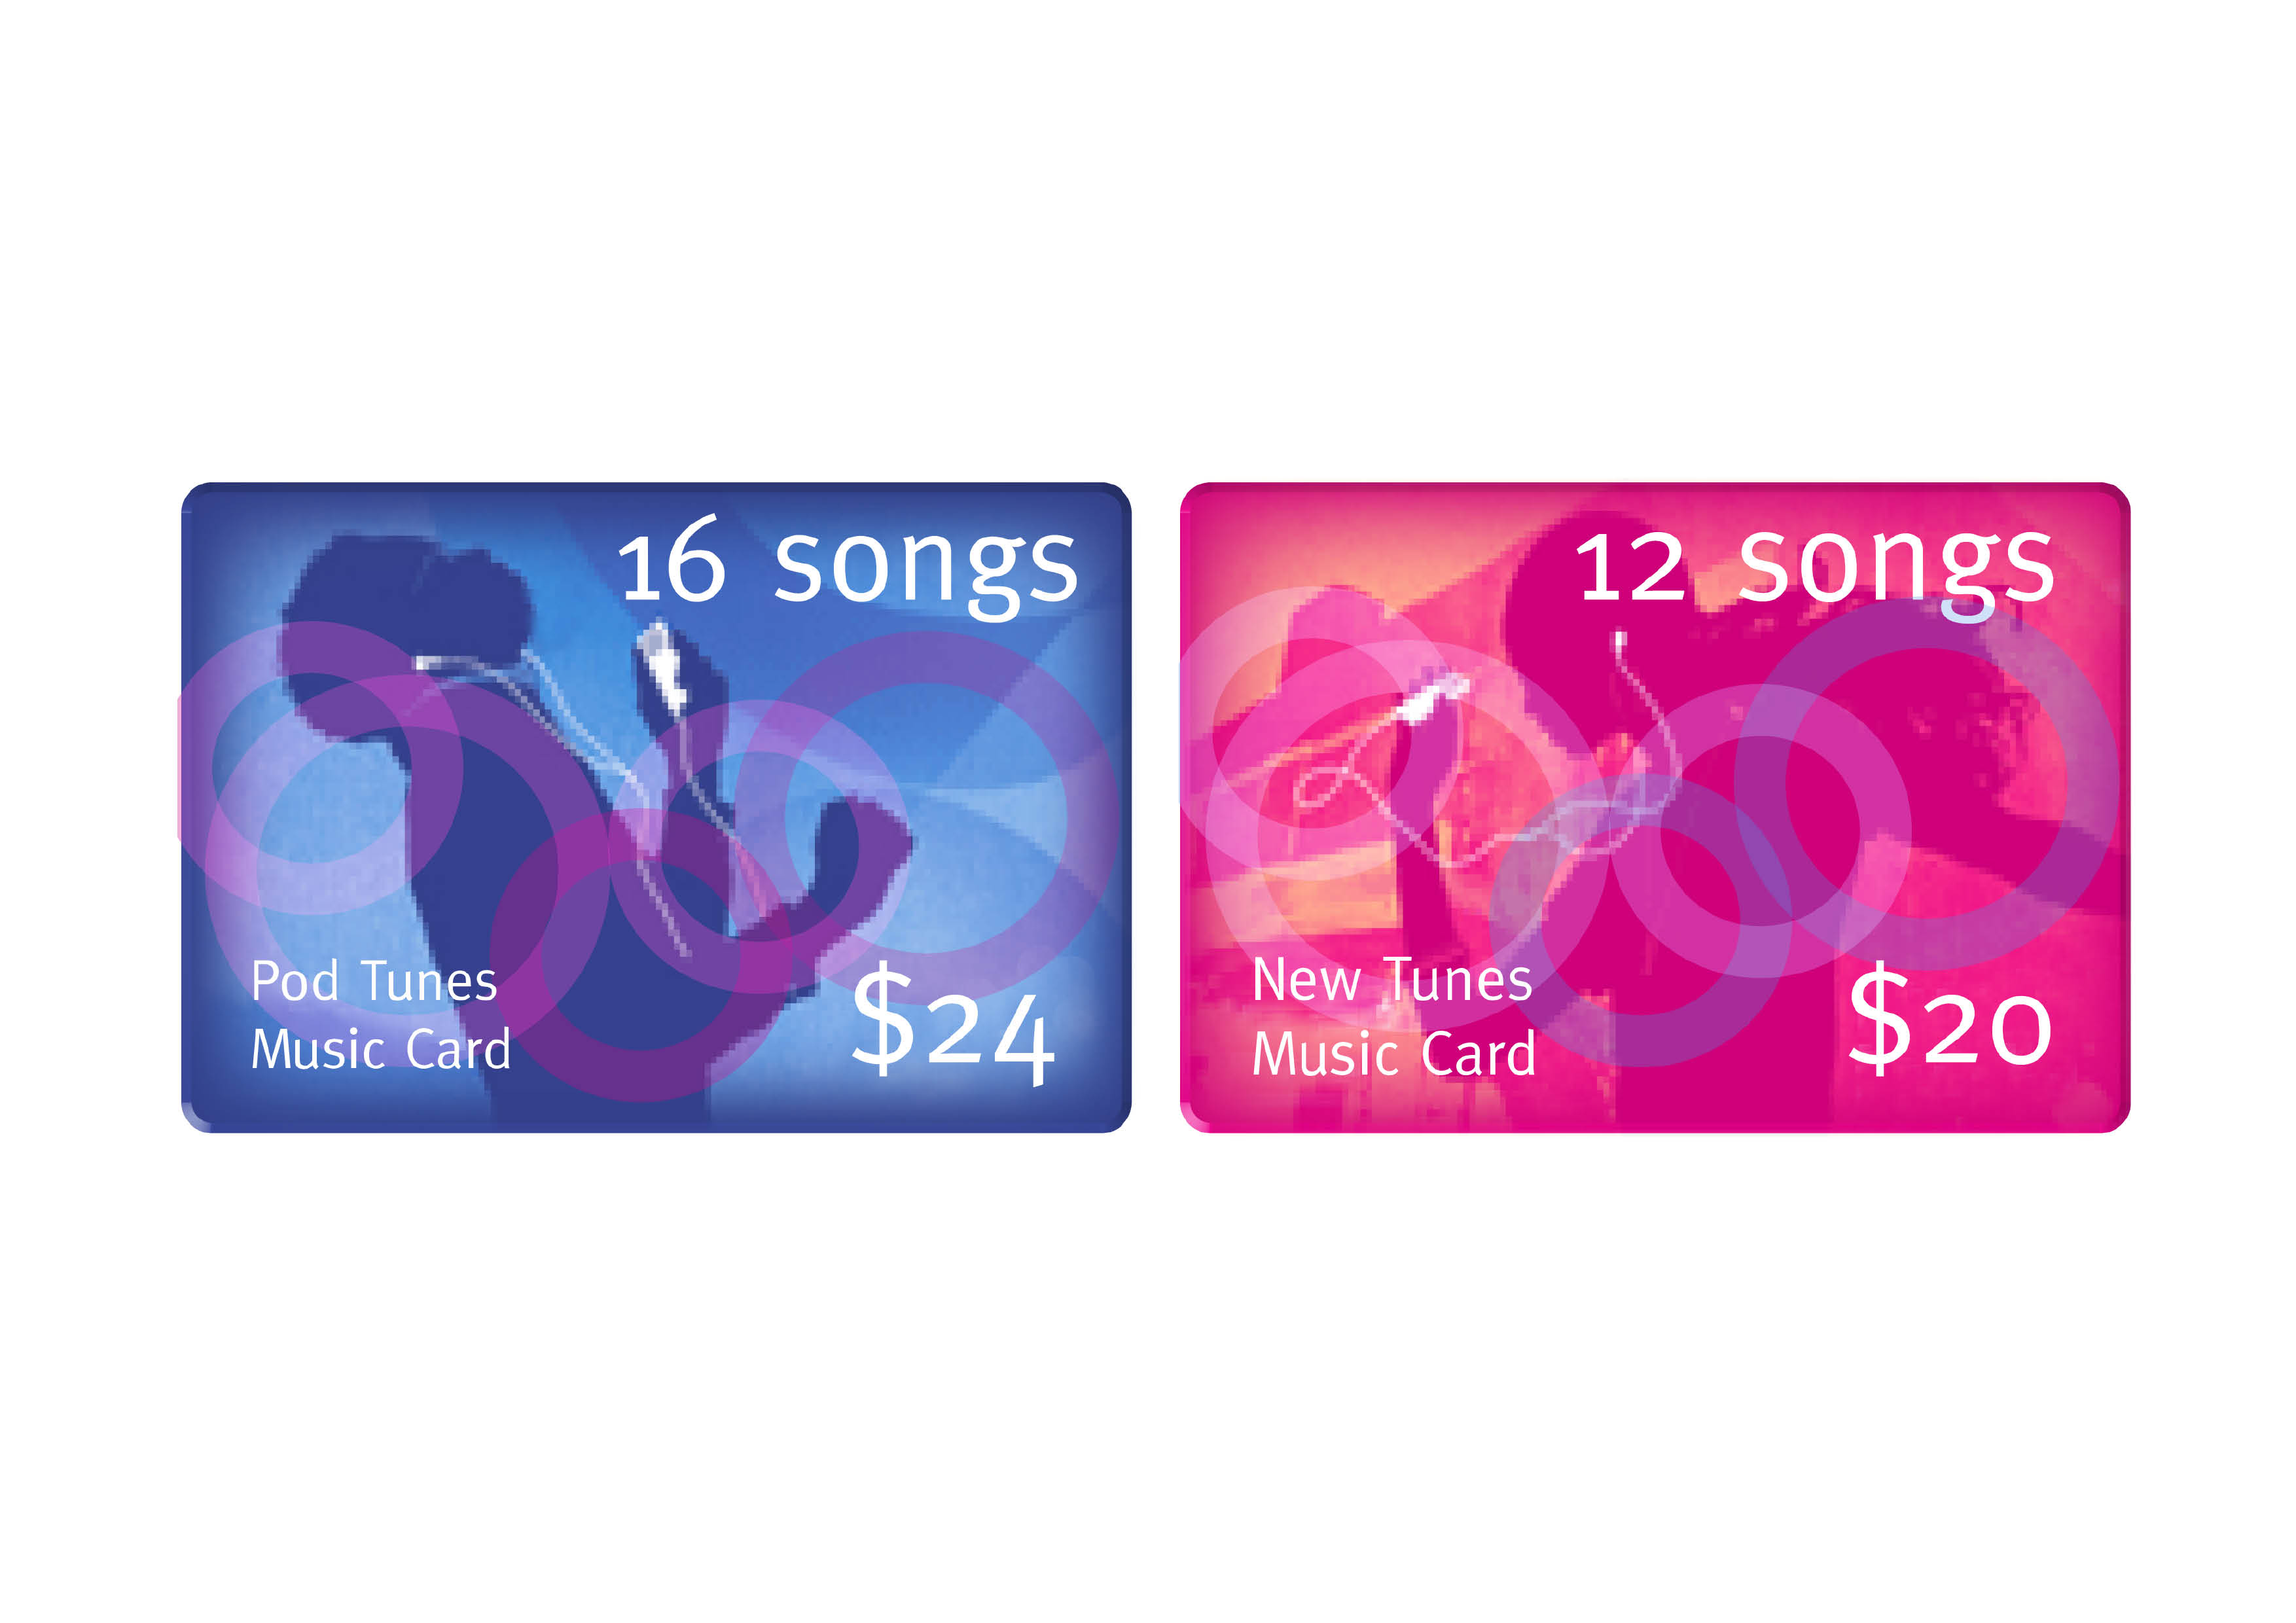 16 songs
Pod Tunes
Music Card
$24
12 songs
New Tunes
Music Card
$20